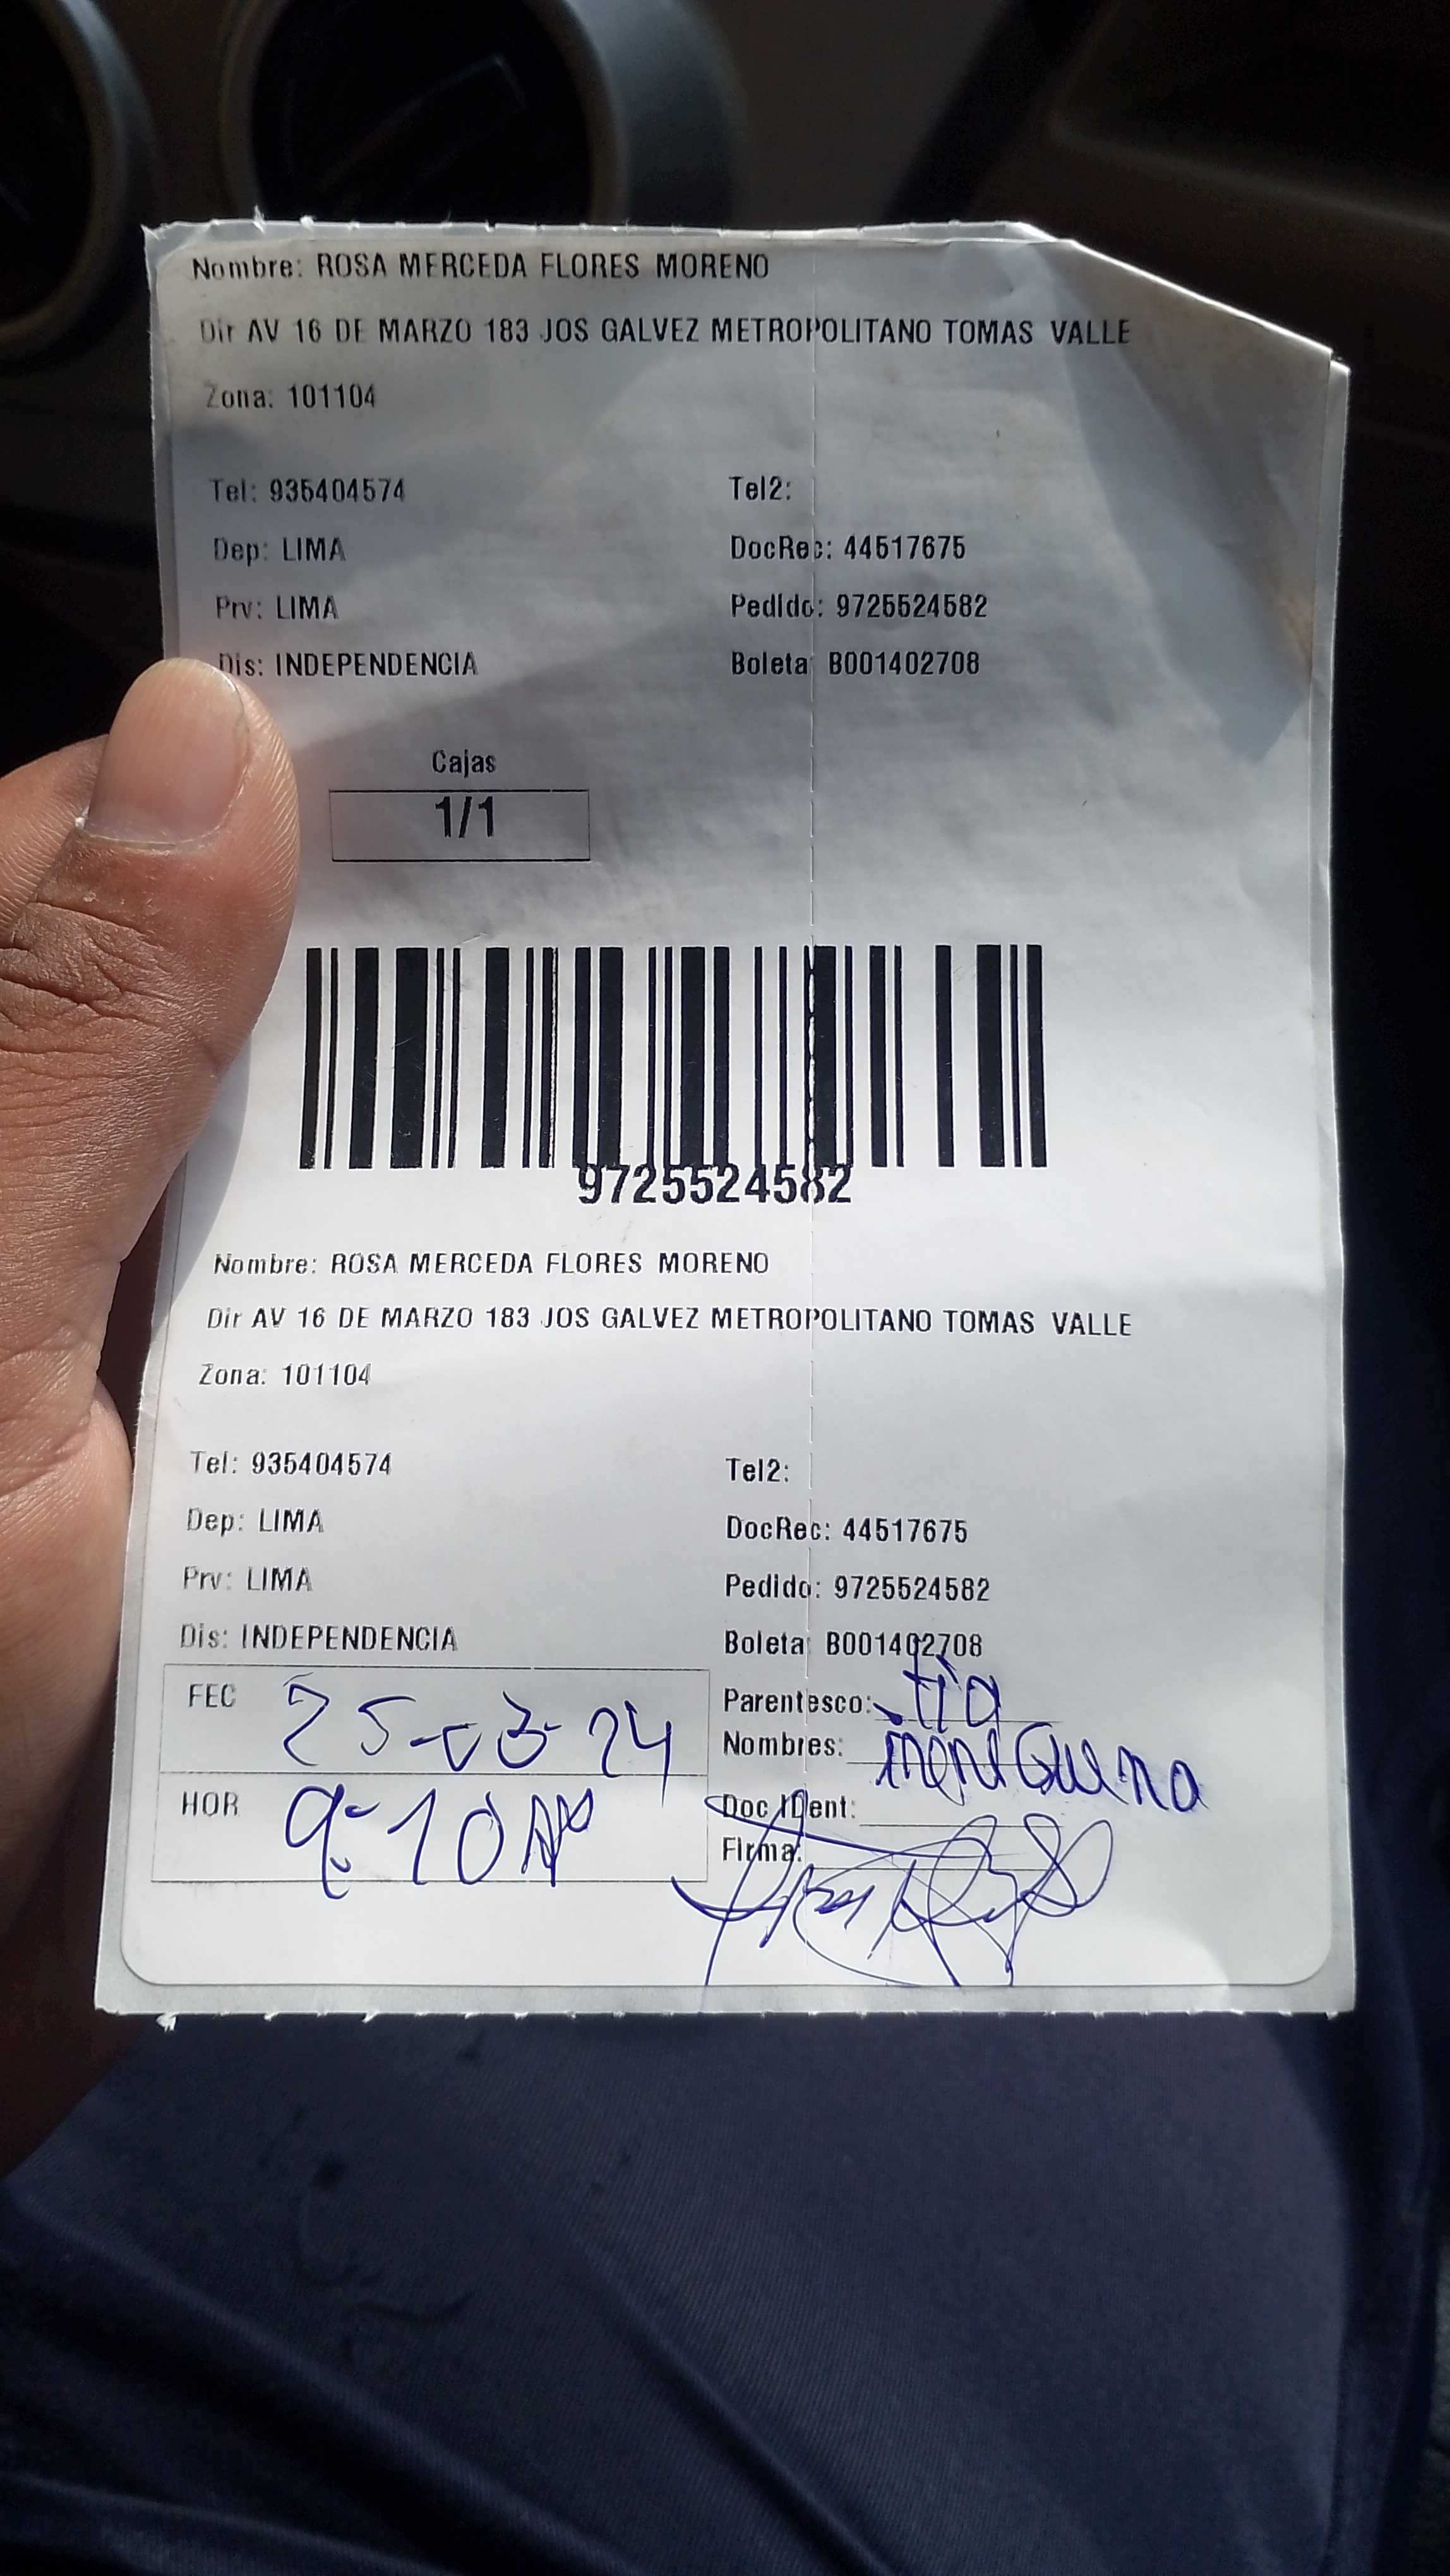 Nombre: ROSA MERCEDA FLORES MORENO
Dir AV 16 DE MARZO 183 JOS GALVEZ METROPOLITANO TOMAS VALLE
Zona: 101104
Tel: 935404574 Tel2:
Dep: LIMA DocRec: 44517675
Prv: LIMA Pedido: 9725524582
Dis: INDEPENDENCIA Boleta: B001402708
Cajas
1/1
9725524582
Nombre: ROSA MERCEDA FLORES MORENO
Dir AV 16 DE MARZO 183 JOS GALVEZ METROPOLITANO TOMAS VALLE
Zona: 101104
Tel: 935404574 Tel2:
Dep: LIMA DocRec: 44517675
Prv: LIMA Pedido: 9725524582
Dis: INDEPENDENCIA Boleta: B001402708
FEC 25-03-24 Parentesco: tia
Nombres:
HOR 9:10 AM Doc IDent:
Firma: